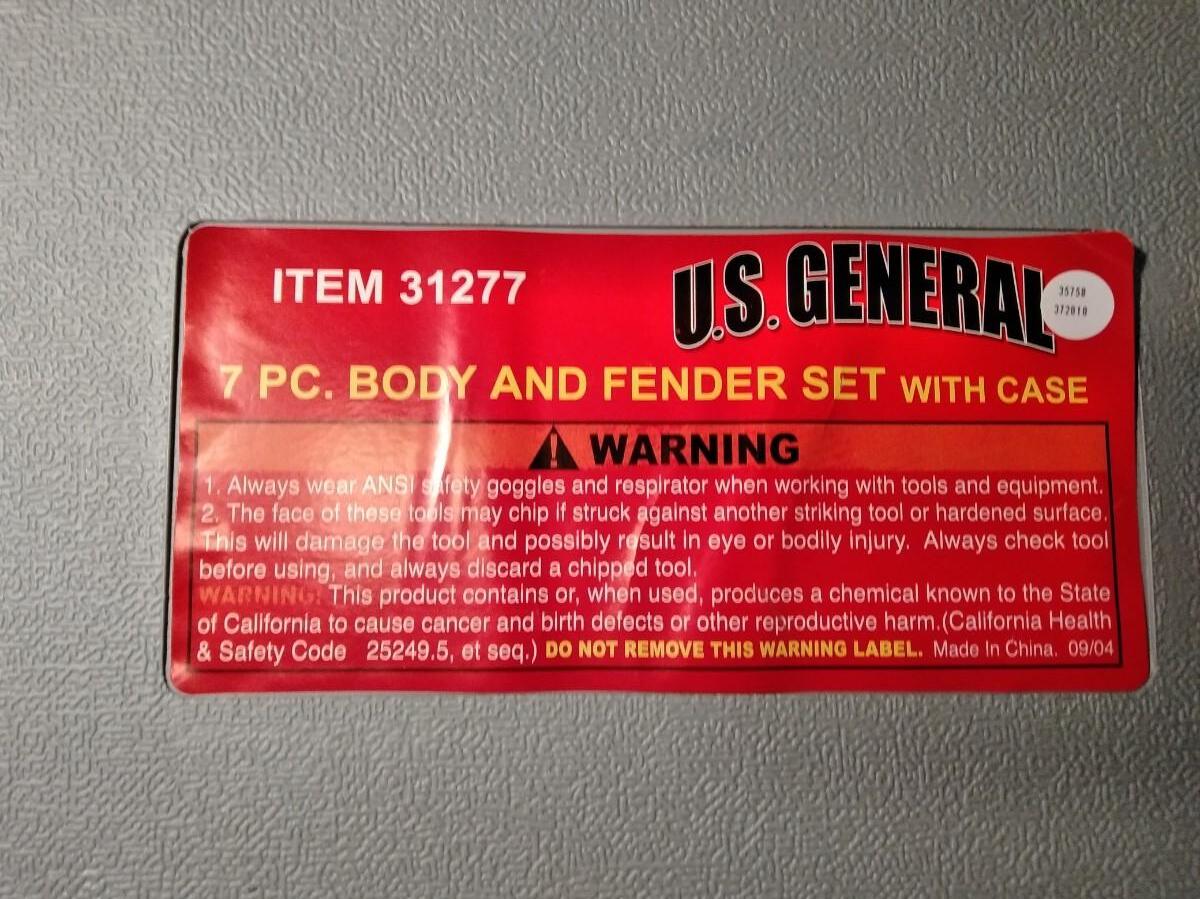 ITEM 31277
U.S. GENERAL
35758
372010
7 PC. BODY AND FENDER SET WITH CASE
WARNING
1. Always wear ANSI safety goggles and respirator when working with tools and equipment.
2. The face of these tools may chip if struck against another striking tool or hardened surface.
This will damage the tool and possibly result in eye or bodily injury. Always check tool
before using, and always discard a chipped tool.
WARNING: This product contains or, when used, produces a chemical known to the State
of California to cause cancer and birth defects or other reproductive harm.(California Health
& Safety Code 25249.5, et seq.) DO NOT REMOVE THIS WARNING LABEL. Made In China. 09/04